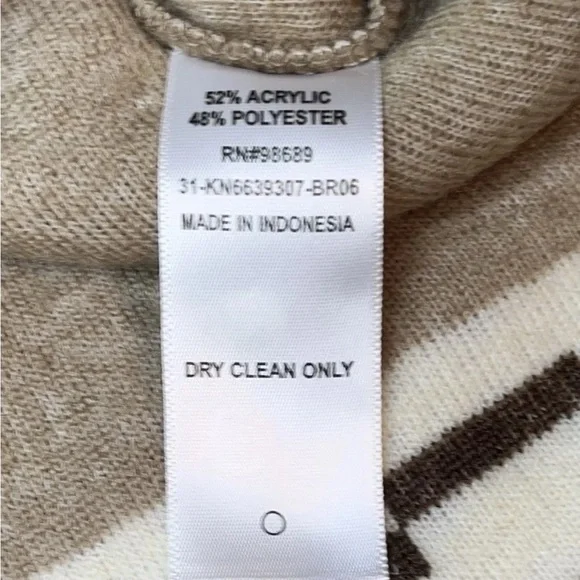 52% ACRYLIC
48% POLYESTER
RN#98689
31-KN6639307-BR06
MADE IN INDONESIA
DRY CLEAN ONLY